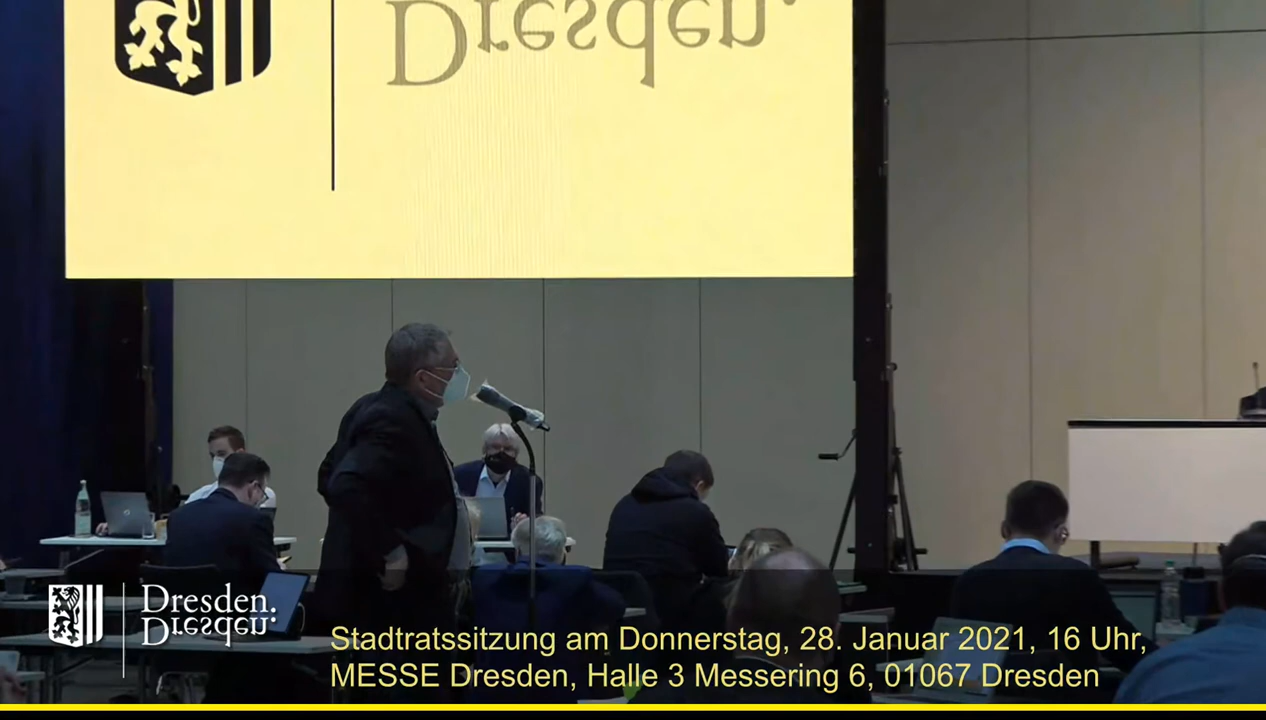 Dresden.
Dresden.
Dresden.
Stadtratssitzung am Donnerstag, 28. Januar 2021, 16 Uhr,
MESSE Dresden, Halle 3 Messering 6, 01067 Dresden